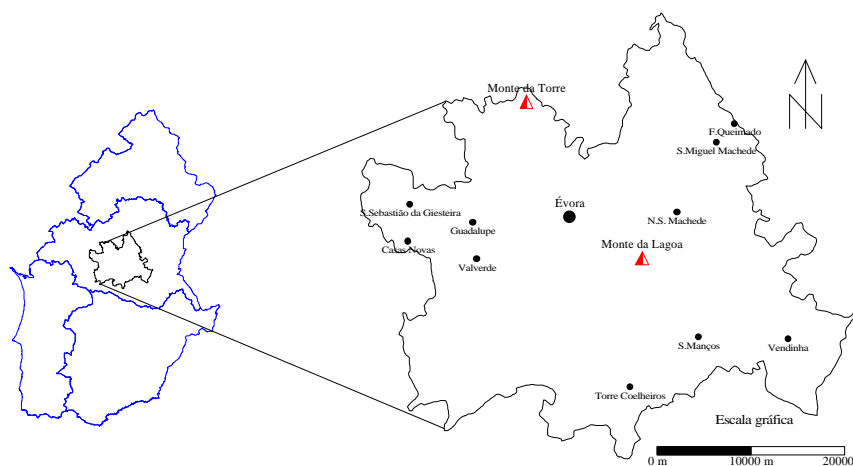 Monte da Torre
F.Queimado
S.Miguel Machede
Évora
S.Sebastião da Giesteira
N.S. Machede
Guadalupe
Monte da Lagoa
Casas Novas
Valverde
S.Manços
Vendinha
Torre Coelheiros
Escala gráfica
0 m 10000 m 20000
N